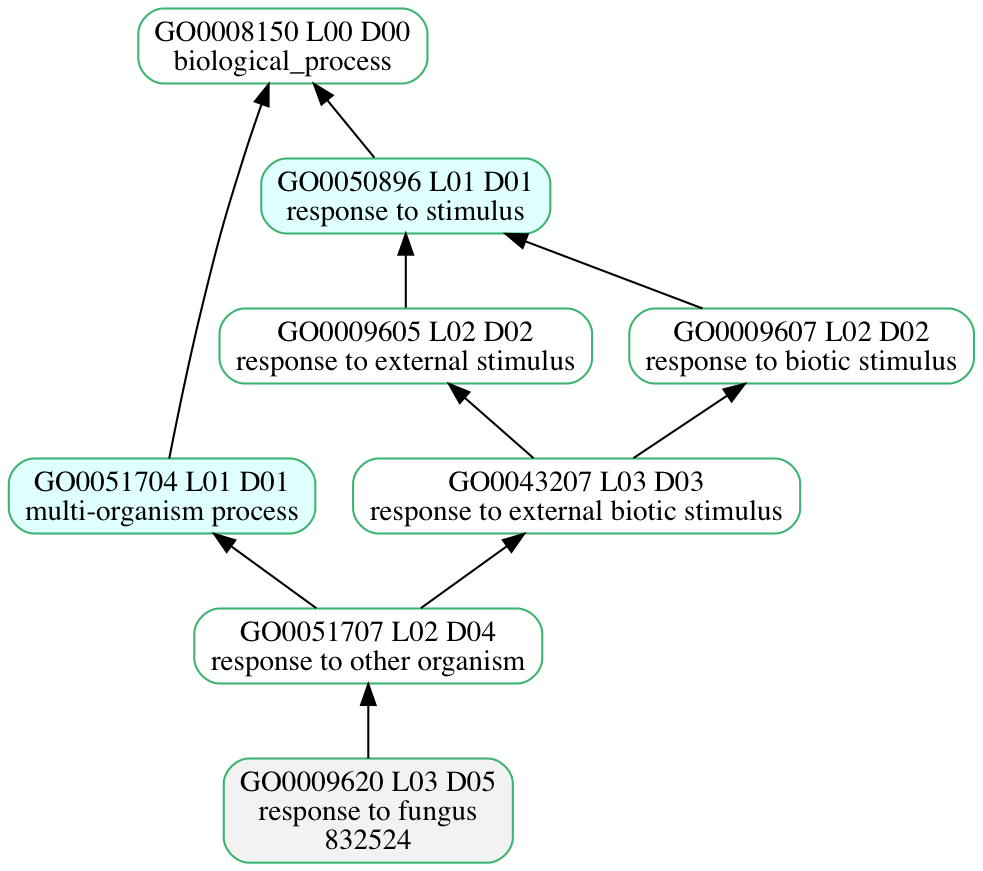 GO0008150 L00 D00
biological_process
GO0050896 L01 D01
response to stimulus
GO0009605 L02 D02
response to external stimulus
GO0009607 L02 D02
response to biotic stimulus
GO0051704 L01 D01
multi-organism process
GO0043207 L03 D03
response to external biotic stimulus
GO0051707 L02 D04
response to other organism
GO0009620 L03 D05
response to fungus
832524